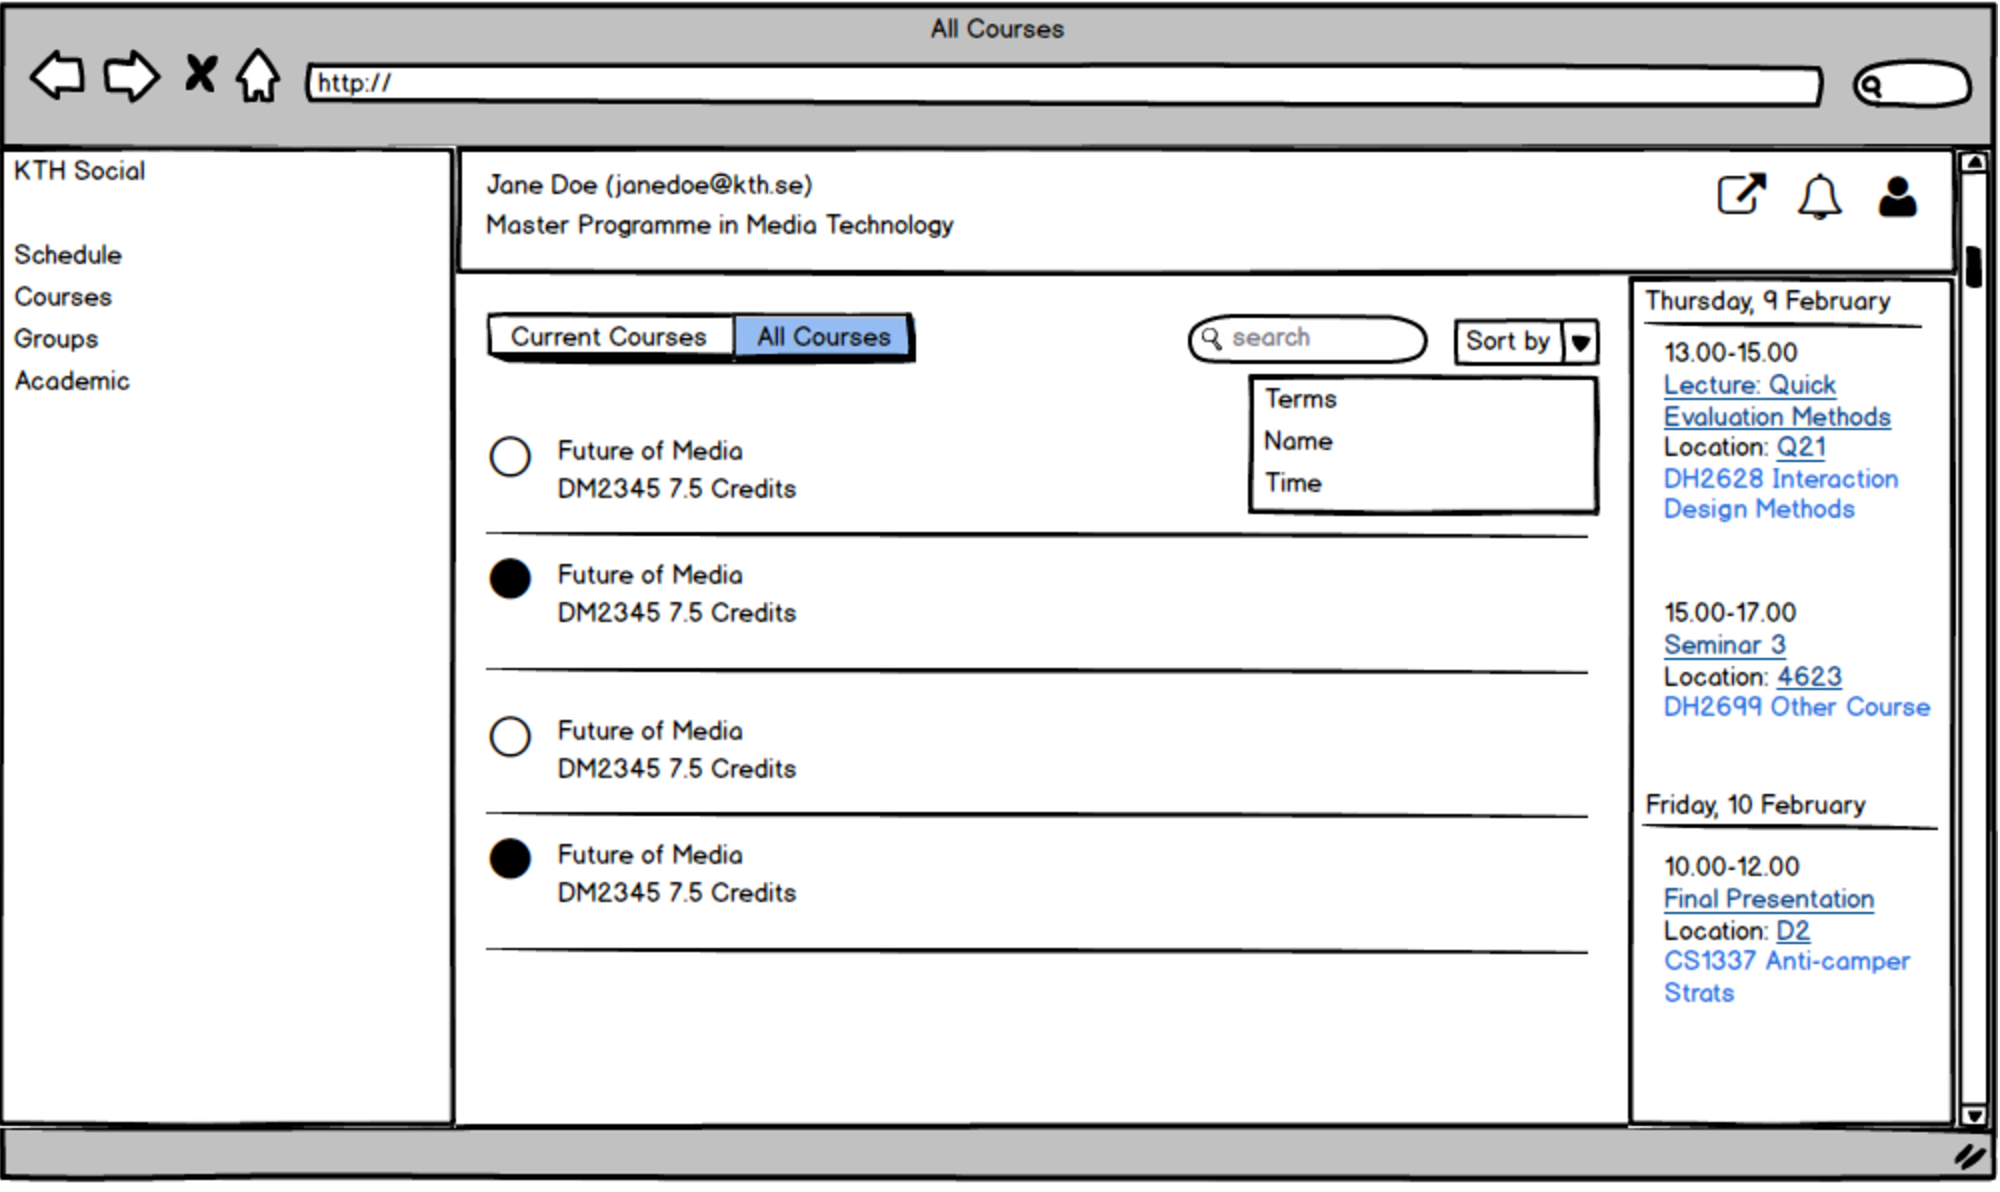 All Courses
http://
KTH Social
Schedule
Courses
Groups
Academic
Jane Doe (janedoe@kth.se)
Master Programme in Media Technology
Current Courses
All Courses
search
Sort by
Terms
Name
Time
Future of Media
DM2345 7.5 Credits
Future of Media
DM2345 7.5 Credits
Future of Media
DM2345 7.5 Credits
Future of Media
DM2345 7.5 Credits
Thursday, 9 February
13.00-15.00
Lecture: Quick
Evaluation Methods
Location: Q21
DH2628 Interaction
Design Methods
15.00-17.00
Seminar 3
Location: 4623
DH2699 Other Course
Friday, 10 February
10.00-12.00
Final Presentation
Location: D2
CS1337 Anti-camper
Strats